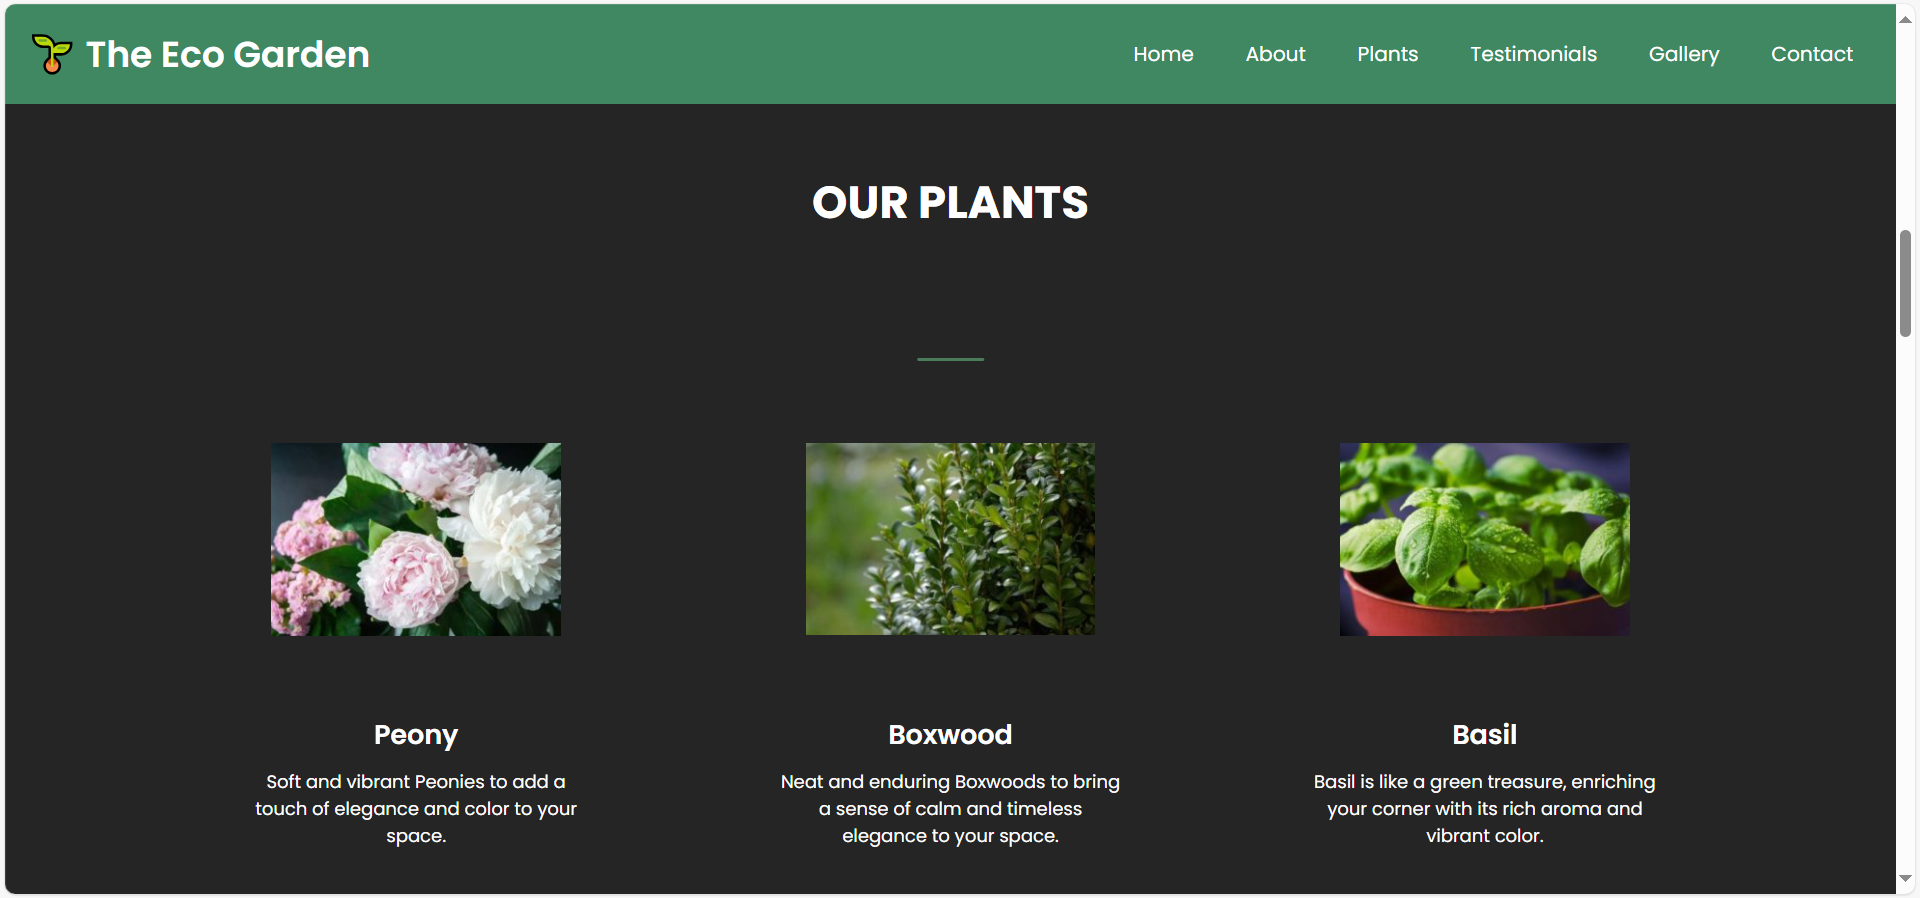 The Eco Garden
Home About Plants Testimonials Gallery Contact
OUR PLANTS
Peony
Soft and vibrant Peonies to add a
touch of elegance and color to your
space.
Boxwood
Neat and enduring Boxwoods to bring
a sense of calm and timeless
elegance to your space.
Basil
Basil is like a green treasure, enriching
your corner with its rich aroma and
vibrant color.